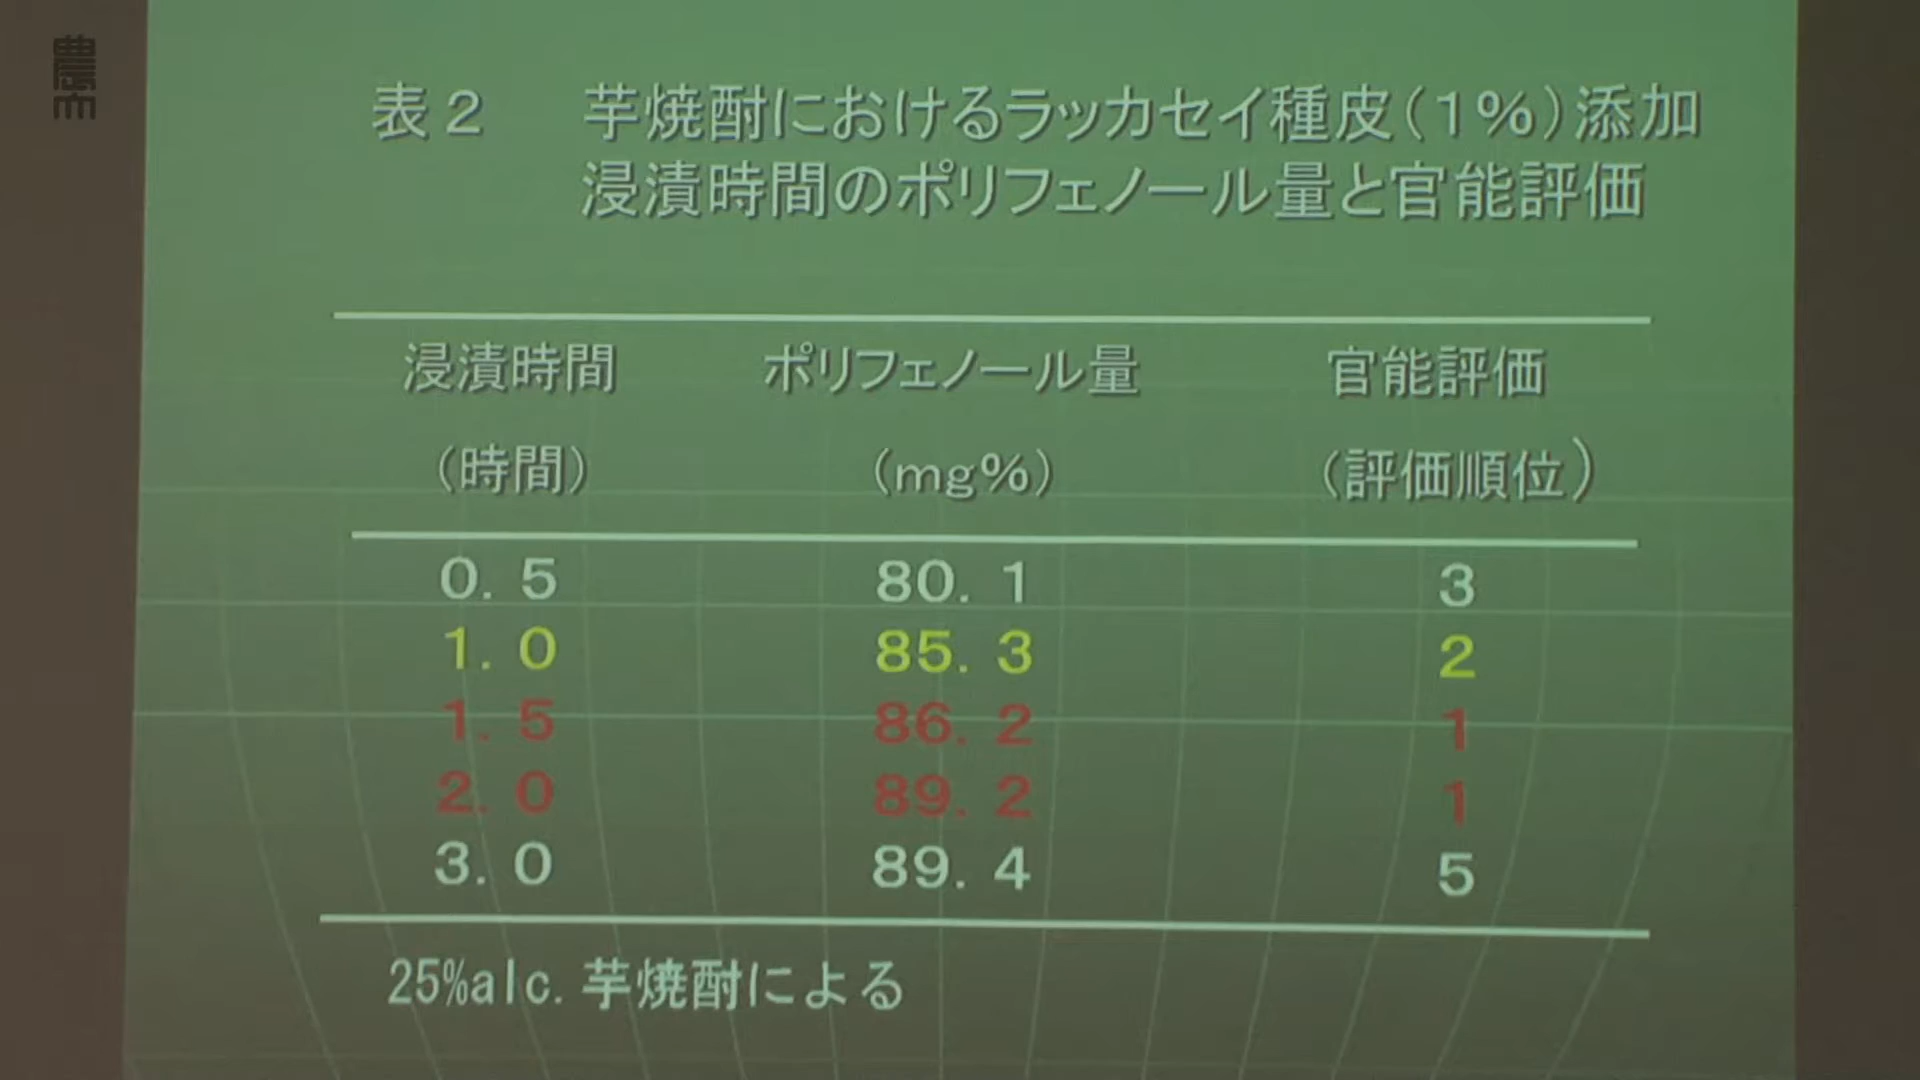 農大
表2 芋焼酎におけるラッカセイ種皮(1%)添加
浸漬時間のポリフェノール量と官能評価
浸漬時間 ポリフェノール量 官能評価
(時間) (mg%) (評価順位)
0.5 80.1 3
1.0 85.3 2
1.5 86.2 1
2.0 89.2 1
3.0 89.4 5
25%alc.芋焼酎による